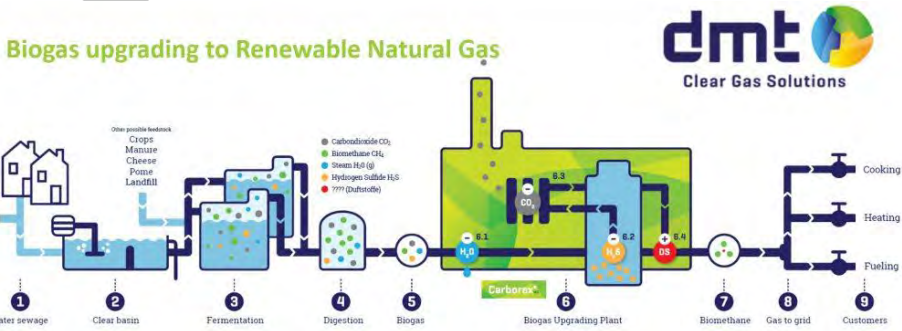 Biogas upgrading to Renewable Natural Gas
dmt
Clear Gas Solutions
Other possible feedstock
Crops
Manure
Cheese
Pome
Landfill
Carbondioxide CO₂
Biomethane CH₄
Steam H₂O (g)
Hydrogen Sulfide H₂S
???? (Duftstoffe)
6.3
CO₂
6.1
H₂O
6.2
H₂S
6.4
DS
Cooking
Heating
Fueling
Carborex
1
2
3
4
5
6
7
8
9
ter sewage
Clear basin
Fermentation
Digestion
Biogas
Biogas Upgrading Plant
Biomethane
Gas to grid
Customers